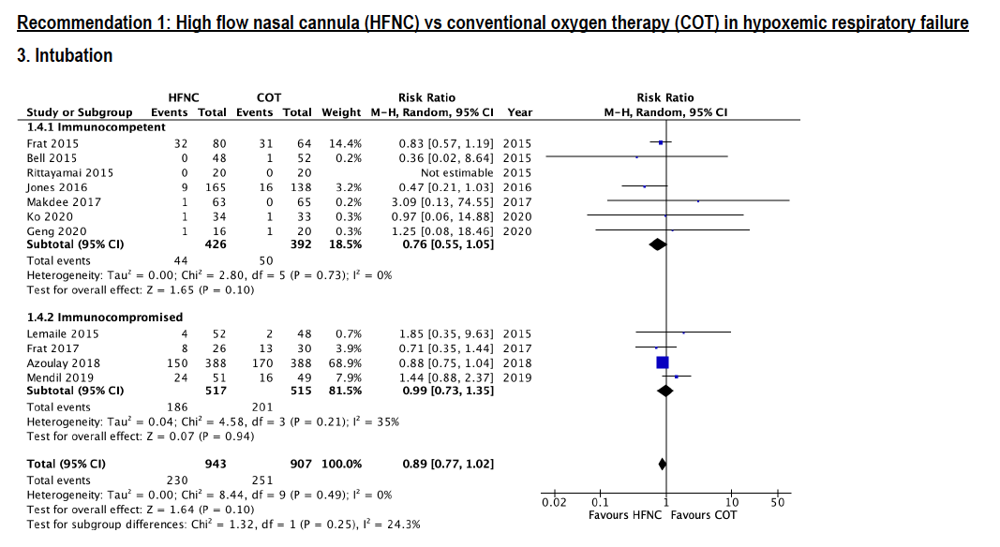 Recommendation 1: High flow nasal cannula (HFNC) vs conventional oxygen therapy (COT) in hypoxemic respiratory failure
3. Intubation
HFNC COT Risk Ratio Risk Ratio
Study or Subgroup Events Total Events Total Weight M-H, Random, 95% CI Year M-H, Random, 95% CI
1.4.1 Immunocompetent
Frat 2015 32 80 31 64 14.4% 0.83 [0.57, 1.19] 2015
Bell 2015 0 48 1 52 0.2% 0.36 [0.02, 8.64] 2015
Rittayamai 2015 0 20 0 20 Not estimable 2015
Jones 2016 9 165 16 138 3.2% 0.47 [0.21, 1.03] 2016
Makdee 2017 1 63 0 65 0.2% 3.09 [0.13, 74.55] 2017
Ko 2020 1 34 1 33 0.3% 0.97 [0.06, 14.88] 2020
Geng 2020 1 16 1 20 0.3% 1.25 [0.08, 18.46] 2020
Subtotal (95% CI) 426 392 18.5% 0.76 [0.55, 1.05]
Total events 44 50
Heterogeneity: Tau² = 0.00; Chi² = 2.80, df = 5 (P = 0.73); I² = 0%
Test for overall effect: Z = 1.65 (P = 0.10)
1.4.2 Immunocompromised
Lemaile 2015 4 52 2 48 0.7% 1.85 [0.35, 9.63] 2015
Frat 2017 8 26 13 30 3.9% 0.71 [0.35, 1.44] 2017
Azoulay 2018 150 388 170 388 68.9% 0.88 [0.75, 1.04] 2018
Mendil 2019 24 51 16 49 7.9% 1.44 [0.88, 2.37] 2019
Subtotal (95% CI) 517 515 81.5% 0.99 [0.73, 1.35]
Total events 186 201
Heterogeneity: Tau² = 0.04; Chi² = 4.58, df = 3 (P = 0.21); I² = 35%
Test for overall effect: Z = 0.07 (P = 0.94)
Total (95% CI) 943 907 100.0% 0.89 [0.77, 1.02]
Total events 230 251
Heterogeneity: Tau² = 0.00; Chi² = 8.44, df = 9 (P = 0.49); I² = 0%
Test for overall effect: Z = 1.64 (P = 0.10)
Test for subgroup differences: Chi² = 1.32, df = 1 (P = 0.25), I² = 24.3%
0.02 0.1 1 10 50
Favours HFNC Favours COT